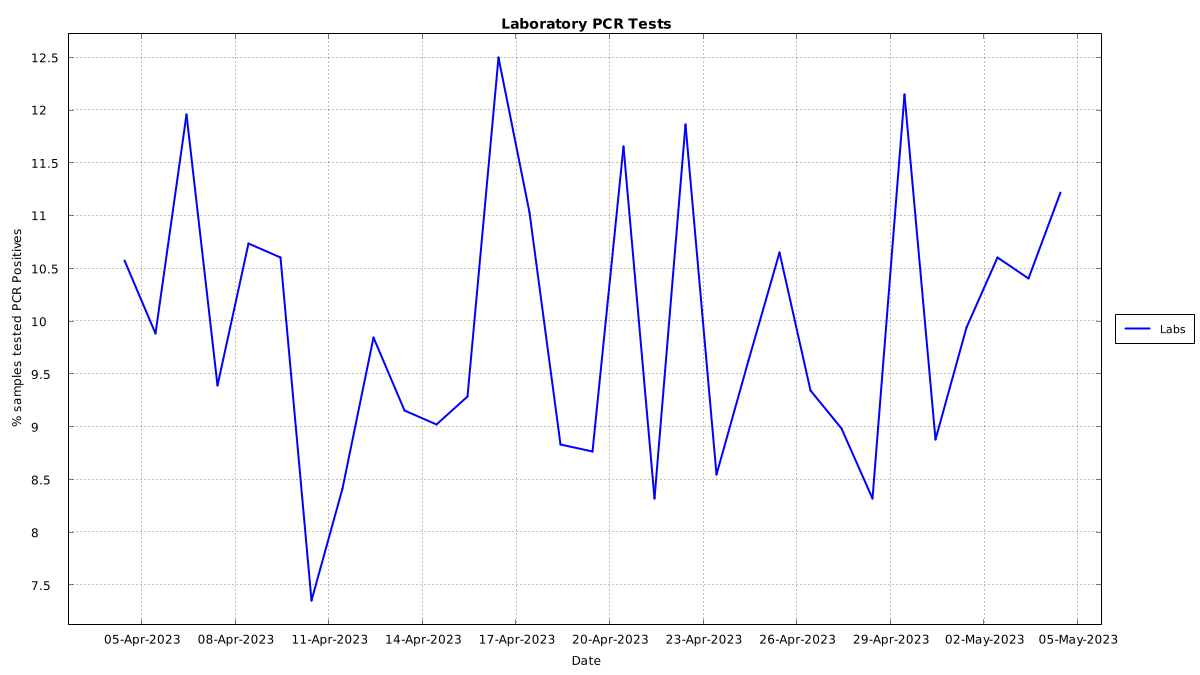 Laboratory PCR Tests
% samples tested PCR Positives
12.5
12
11.5
11
10.5
10
9.5
9
8.5
8
7.5
05-Apr-2023 08-Apr-2023 11-Apr-2023 14-Apr-2023 17-Apr-2023 20-Apr-2023 23-Apr-2023 26-Apr-2023 29-Apr-2023 02-May-2023 05-May-2023
Date
Labs